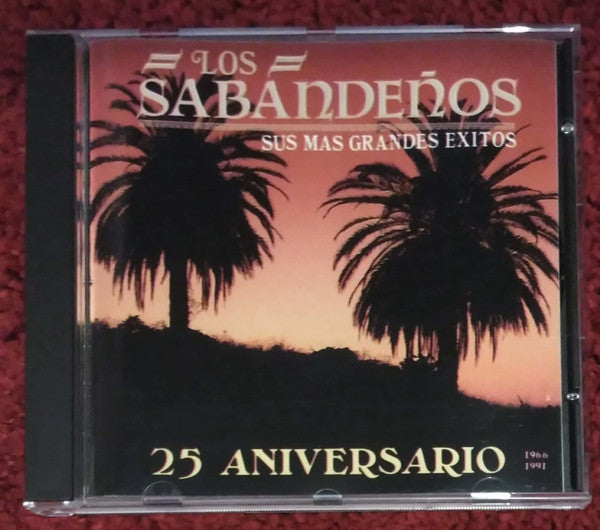 LOS
SABANDEÑOS
SUS MAS GRANDES EXITOS
25 ANIVERSARIO
1966
1991